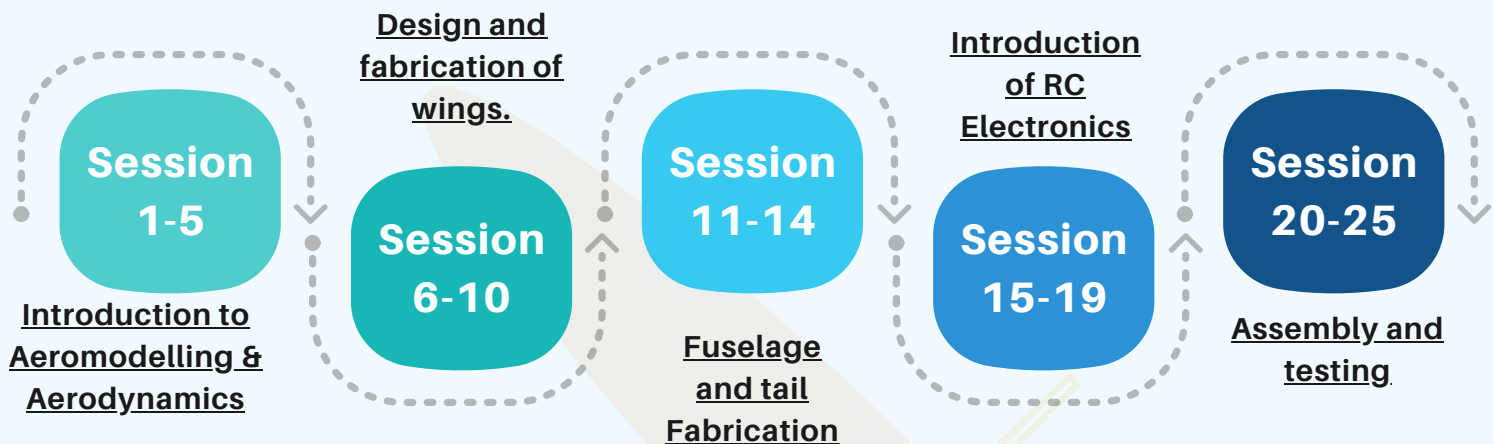 Session
1-5
Introduction to
Aeromodelling &
Aerodynamics
Design and
fabrication of
wings.
Session
6-10
Session
11-14
Fuselage
and tail
Fabrication
Introduction
of RC
Electronics
Session
15-19
Session
20-25
Assembly and
testing